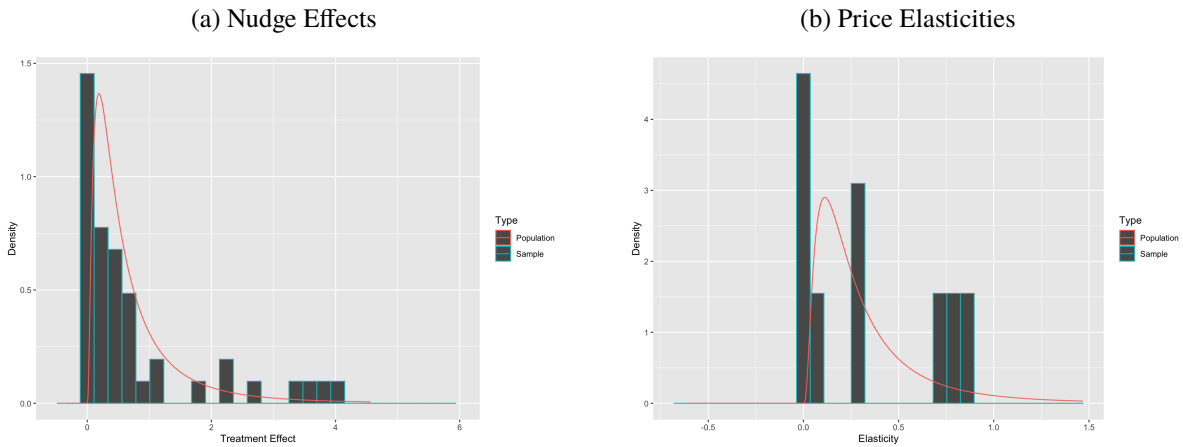 (a) Nudge Effects
1.5
1.0
0.5
0.0
Density
0
2
4
6
Treatment Effect
Type
Population
Sample
(b) Price Elasticities
4
3
2
1
0
Density
-0.5
0.0
0.5
1.0
1.5
Elasticity
Type
Population
Sample